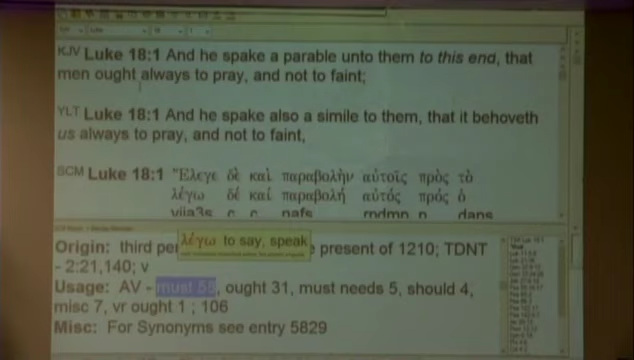 KJV Luke 18:1 And he spake a parable unto them to this end, that
men ought always to pray, and not to faint;
YLT Luke 18:1 And he spake also a simile to them, that it behoveth
us always to pray, and not to faint,
SCM Luke 18:1 Ἔλεγε δὲ καὶ παραβολὴν αὐτοῖς πρὸς τὸ
λέγω δέ καί παραβολή αὐτός πρός ὁ
viia3s c c nafs rpdmp p dans
λέγω to say, speak
Origin: third per present of 1210; TDNT
- 2:21,140; v
Usage: AV - must 58, ought 31, must needs 5, should 4,
misc 7, vr ought 1 ; 106
Misc: For Synonyms see entry 5829